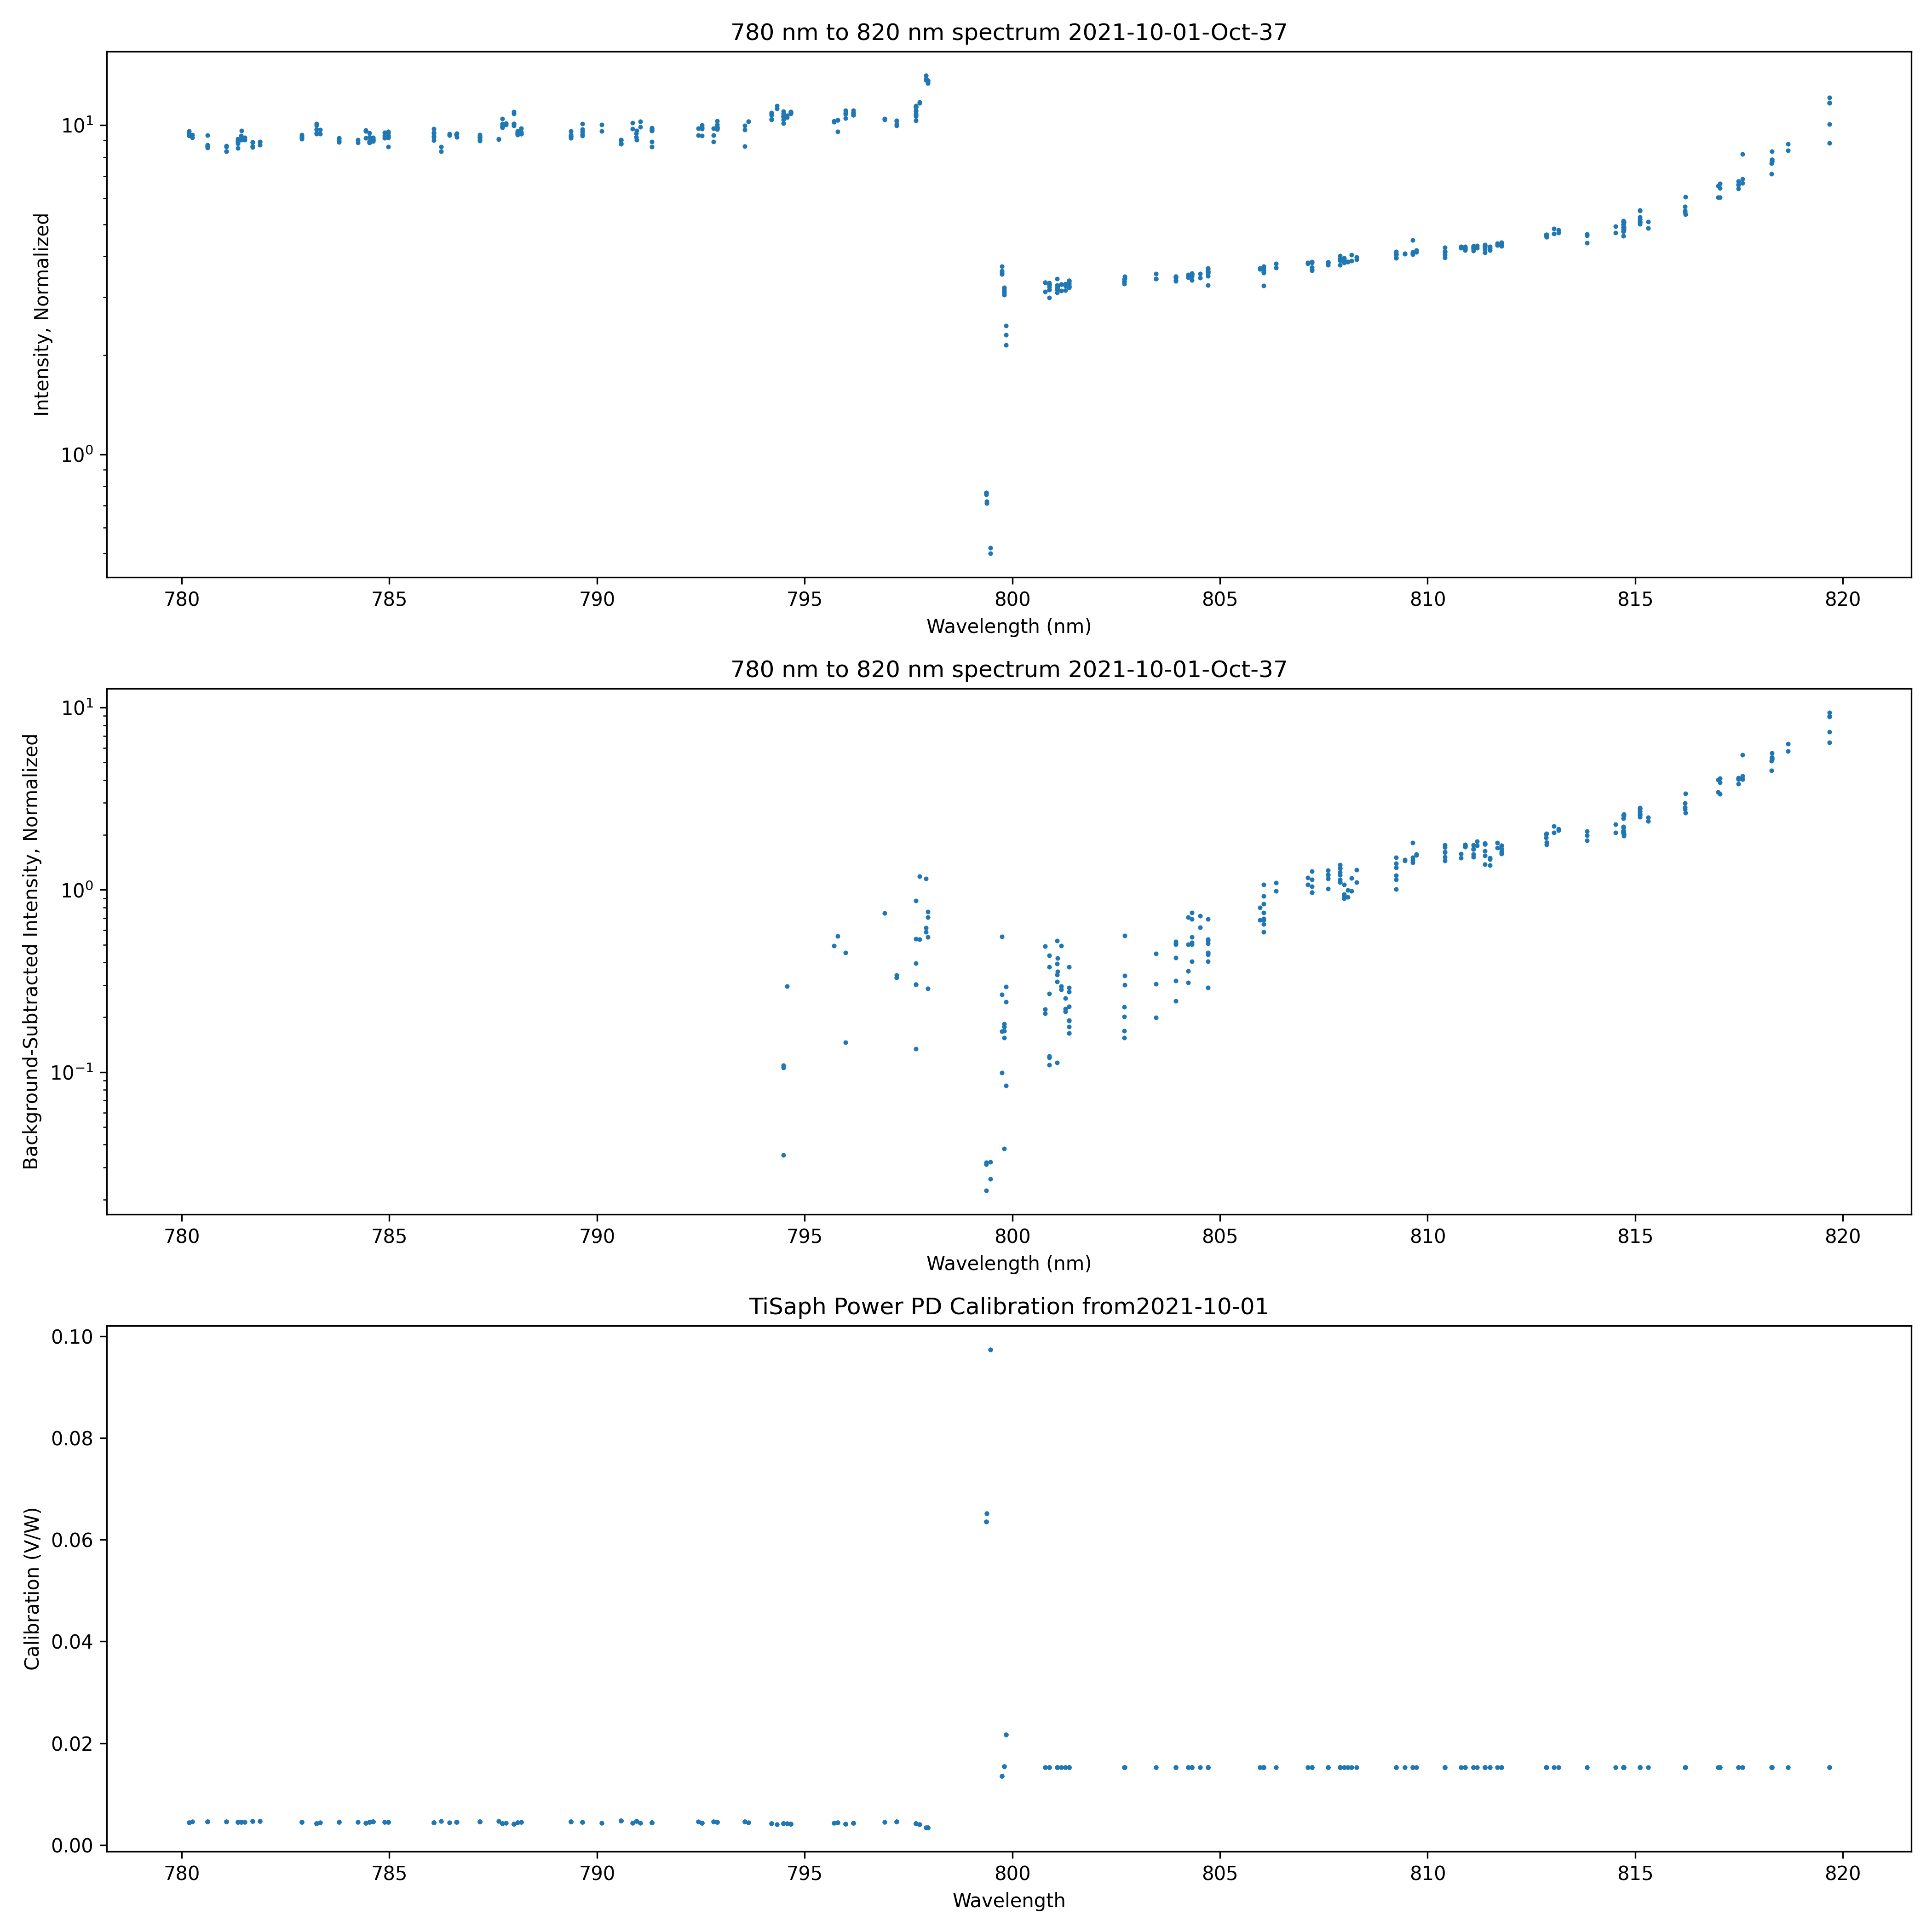 780 nm to 820 nm spectrum 2021-10-01-Oct-37
Intensity, Normalized
10¹
10⁰
780 785 790 795 800 805 810 815 820
Wavelength (nm)
780 nm to 820 nm spectrum 2021-10-01-Oct-37
Background-Subtracted Intensity, Normalized
10¹
10⁰
10⁻¹
780 785 790 795 800 805 810 815 820
Wavelength (nm)
TiSaph Power PD Calibration from2021-10-01
Calibration (V/W)
0.10
0.08
0.06
0.04
0.02
0.00
780 785 790 795 800 805 810 815 820
Wavelength